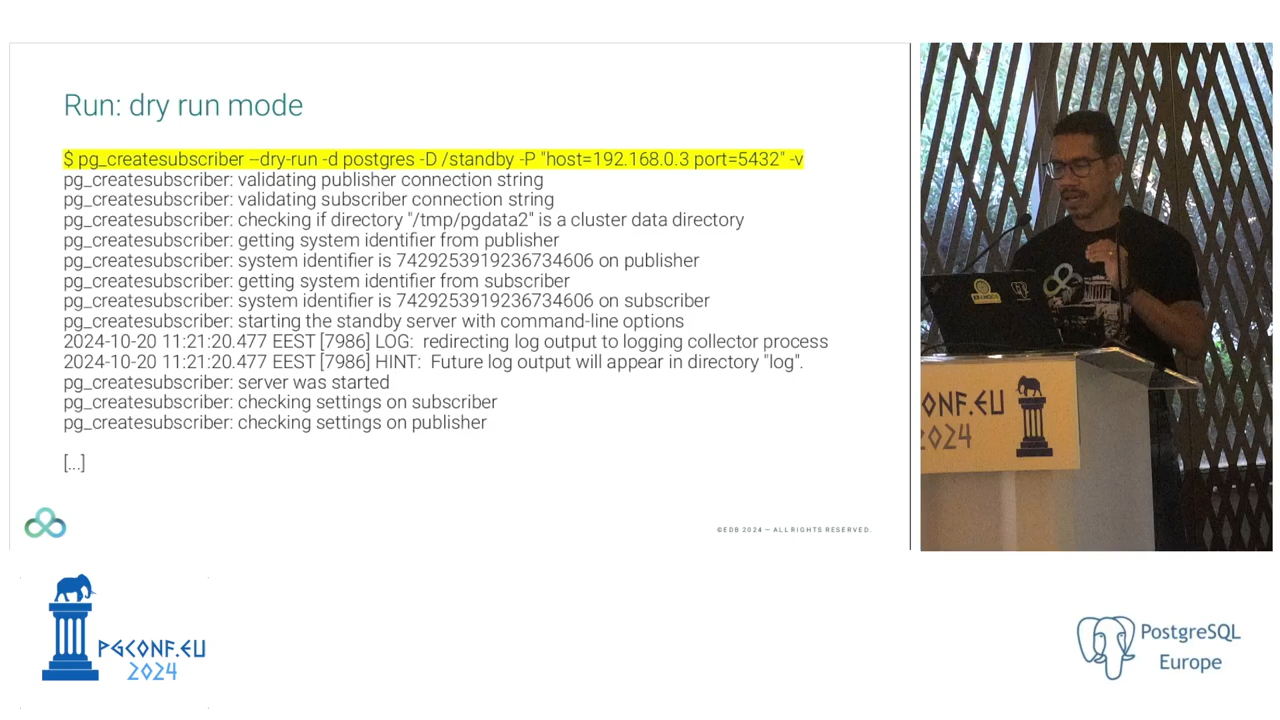 Run: dry run mode
$ pg_createsubscriber –dry-run -d postgres -D /standby -P "host=192.168.0.3 port=5432" -v
pg_createsubscriber: validating publisher connection string
pg_createsubscriber: validating subscriber connection string
pg_createsubscriber: checking if directory "/tmp/pgdata2" is a cluster data directory
pg_createsubscriber: getting system identifier from publisher
pg_createsubscriber: system identifier is 7429253919236734606 on publisher
pg_createsubscriber: getting system identifier from subscriber
pg_createsubscriber: system identifier is 7429253919236734606 on subscriber
pg_createsubscriber: starting the standby server with command-line options
2024-10-20 11:21:20.477 EEST [7986] LOG:  redirecting log output to logging collector process
2024-10-20 11:21:20.477 EEST [7986] HINT:  Future log output will appear in directory "log".
pg_createsubscriber: server was started
pg_createsubscriber: checking settings on subscriber
pg_createsubscriber: checking settings on publisher
[...]
©EDB 2024 — ALL RIGHTS RESERVED.
ONF.EU
2024
PGCONF.EU
2024
PostgreSQL
Europe